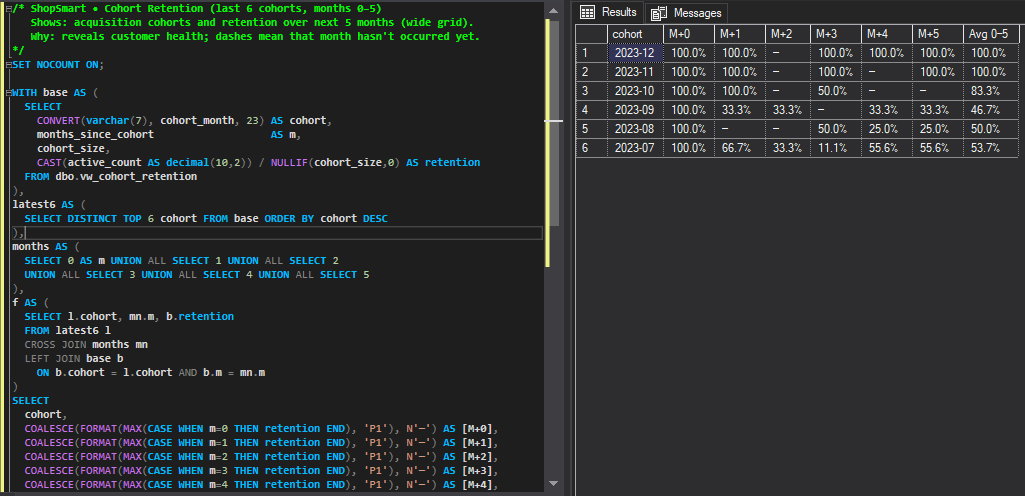 /* ShopSmart • Cohort Retention (last 6 cohorts, months 0–5)
Shows: acquisition cohorts and retention over next 5 months (wide grid).
Why: reveals customer health; dashes mean that month hasn't occurred yet.
*/
SET NOCOUNT ON;
WITH base AS (
SELECT
CONVERT(varchar(7), cohort_month, 23) AS cohort,
months_since_cohort AS m,
cohort_size,
CAST(active_count AS decimal(10,2)) / NULLIF(cohort_size,0) AS retention
FROM dbo.vw_cohort_retention
),
latest6 AS (
SELECT DISTINCT TOP 6 cohort FROM base ORDER BY cohort DESC
),
months AS (
SELECT 0 AS m UNION ALL SELECT 1 UNION ALL SELECT 2
UNION ALL SELECT 3 UNION ALL SELECT 4 UNION ALL SELECT 5
),
f AS (
SELECT l.cohort, mn.m, b.retention
FROM latest6 l
CROSS JOIN months mn
LEFT JOIN base b
ON b.cohort = l.cohort AND b.m = mn.m
)
SELECT
cohort,
COALESCE(FORMAT(MAX(CASE WHEN m=0 THEN retention END), 'P1'), N'—') AS [M+0],
COALESCE(FORMAT(MAX(CASE WHEN m=1 THEN retention END), 'P1'), N'—') AS [M+1],
COALESCE(FORMAT(MAX(CASE WHEN m=2 THEN retention END), 'P1'), N'—') AS [M+2],
COALESCE(FORMAT(MAX(CASE WHEN m=3 THEN retention END), 'P1'), N'—') AS [M+3],
COALESCE(FORMAT(MAX(CASE WHEN m=4 THEN retention END), 'P1'), N'—') AS [M+4],
Results Messages
cohort M+0 M+1 M+2 M+3 M+4 M+5 Avg 0–5
1 2023-12 100.0% 100.0% — 100.0% 100.0% 100.0% 100.0%
2 2023-11 100.0% 100.0% — 100.0% — 100.0% 100.0%
3 2023-10 100.0% 100.0% — 50.0% — — 83.3%
4 2023-09 100.0% 33.3% 33.3% — 33.3% 33.3% 46.7%
5 2023-08 100.0% — — 50.0% 25.0% 25.0% 50.0%
6 2023-07 100.0% 66.7% 33.3% 11.1% 55.6% 55.6% 53.7%